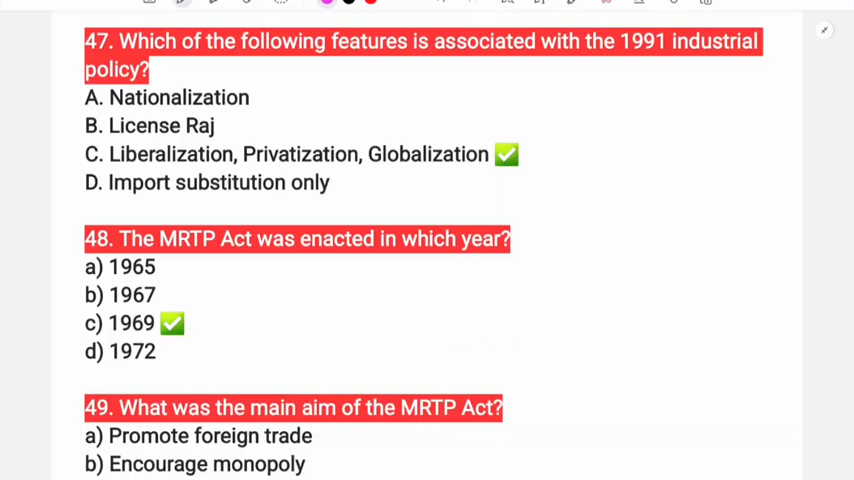 47. Which of the following features is associated with the 1991 industrial
policy?
A. Nationalization
B. License Raj
C. Liberalization, Privatization, Globalization ✅
D. Import substitution only
48. The MRTP Act was enacted in which year?
a) 1965
b) 1967
c) 1969 ✅
d) 1972
49. What was the main aim of the MRTP Act?
a) Promote foreign trade
b) Encourage monopoly